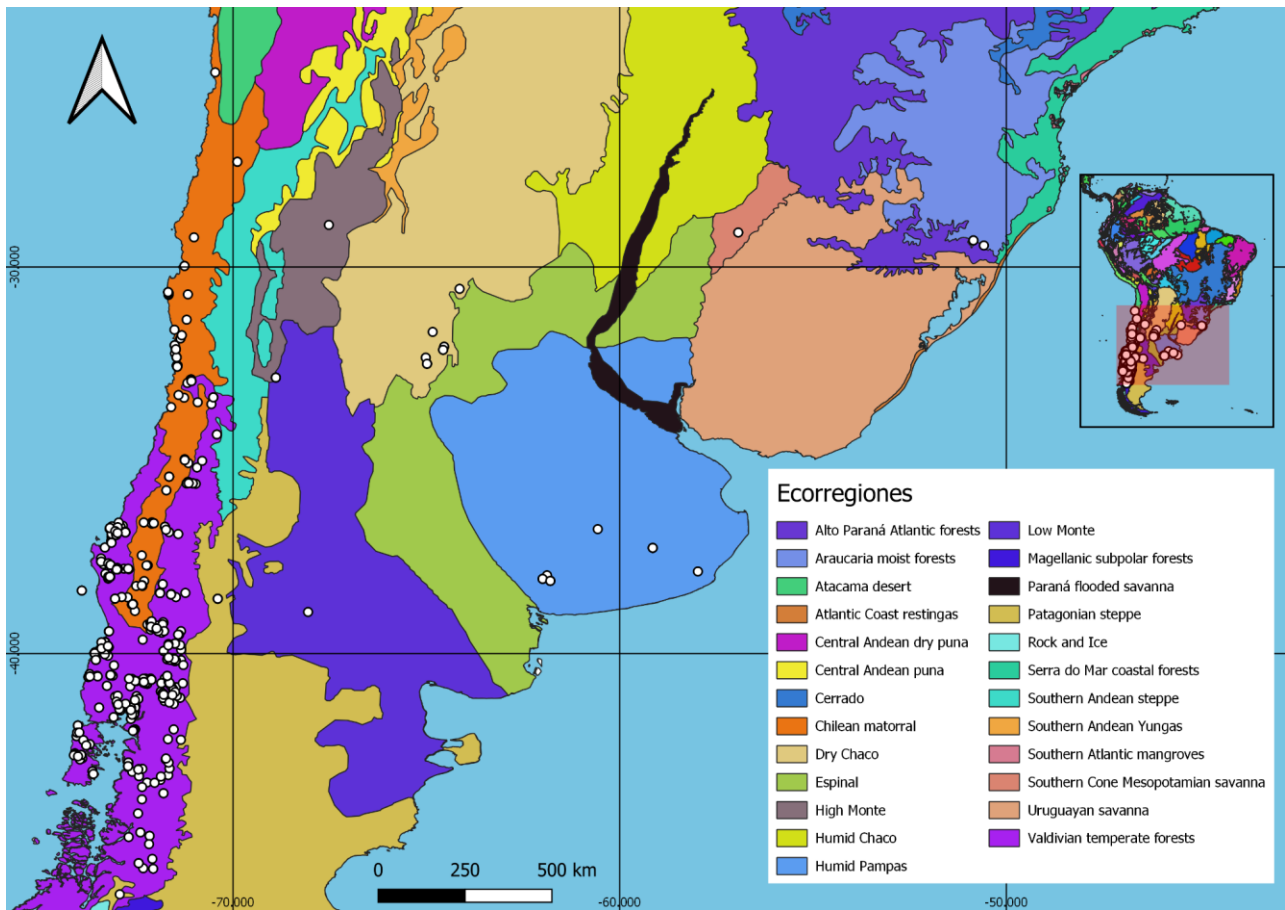 -30,000
-40,000
Ecorregiones
Alto Paraná Atlantic forests
Araucaria moist forests
Atacama desert
Atlantic Coast restingas
Central Andean dry puna
Central Andean puna
Cerrado
Chilean matorral
Dry Chaco
Espinal
High Monte
Humid Chaco
Humid Pampas
Low Monte
Magellanic subpolar forests
Paraná flooded savanna
Patagonian steppe
Rock and Ice
Serra do Mar coastal forests
Southern Andean steppe
Southern Andean Yungas
Southern Atlantic mangroves
Southern Cone Mesopotamian savanna
Uruguayan savanna
Valdivian temperate forests
0 250 500 km
-70,000 -60,000 -50,000